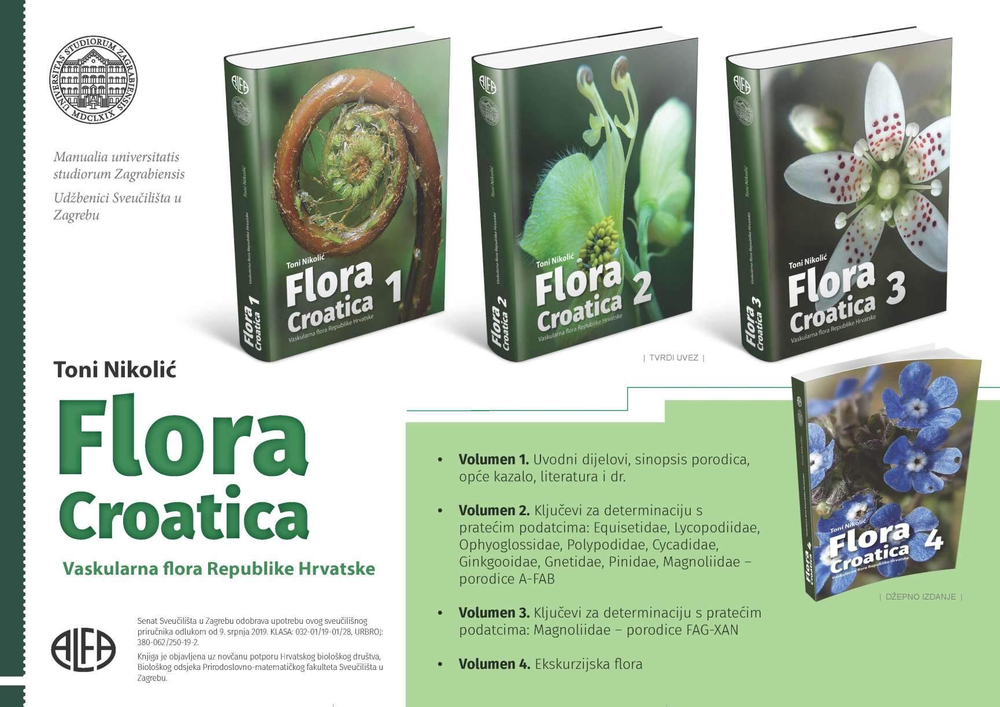 UNIVERSITAS STUDIORUM ZAGRABIENSIS
MDCLXIX
Manualia universitatis
studiorum Zagrabiensis
Udžbenici Sveučilišta u
Zagrebu
ALFA
Toni Nikolić
Vaskularna flora Republike Hrvatske
Flora
Croatica 1
Toni Nikolić
Flora
Croatica 1
Vaskularna flora Republike Hrvatske
ALFA
Toni Nikolić
Vaskularna flora Republike Hrvatske
Flora
Croatica 2
Toni Nikolić
Flora
Croatica 2
Vaskularna flora Republike Hrvatske
ALFA
Toni Nikolić
Vaskularna flora Republike Hrvatske
Flora
Croatica 3
Toni Nikolić
Flora
Croatica 3
Vaskularna flora Republike Hrvatske
| TVRDI UVEZ |
Toni Nikolić
Flora
Croatica
Vaskularna flora Republike Hrvatske
ALFA
Senat Sveučilišta u Zagrebu odobrava upotrebu ovog sveučilišnog
priručnika odlukom od 9. srpnja 2019. KLASA: 032-01/19-01/28, URBROJ:
380-062/250-19-2.
Knjiga je objavljena uz novčanu potporu Hrvatskog biološkog društva,
Biološkog odsjeka Prirodoslovno-matematičkog fakulteta Sveučilišta u
Zagrebu.
• Volumen 1. Uvodni dijelovi, sinopsis porodica,
opće kazalo, literatura i dr.
• Volumen 2. Ključevi za determinaciju s
pratećim podatcima: Equisetidae, Lycopodiidae,
Ophyoglossidae, Polypodidae, Cycadidae,
Ginkgooidae, Gnetidae, Pinidae, Magnoliidae –
porodice A-FAB
• Volumen 3. Ključevi za determinaciju s pratećim
podatcima: Magnoliidae – porodice FAG-XAN
• Volumen 4. Ekskurzijska flora
ALFA
Toni Nikolić
Vaskularna flora Republike Hrvatske
Flora
Croatica 4
Toni Nikolić
Flora
Croatica 4
Vaskularna flora Republike Hrvatske
| DŽEPNO IZDANJE |